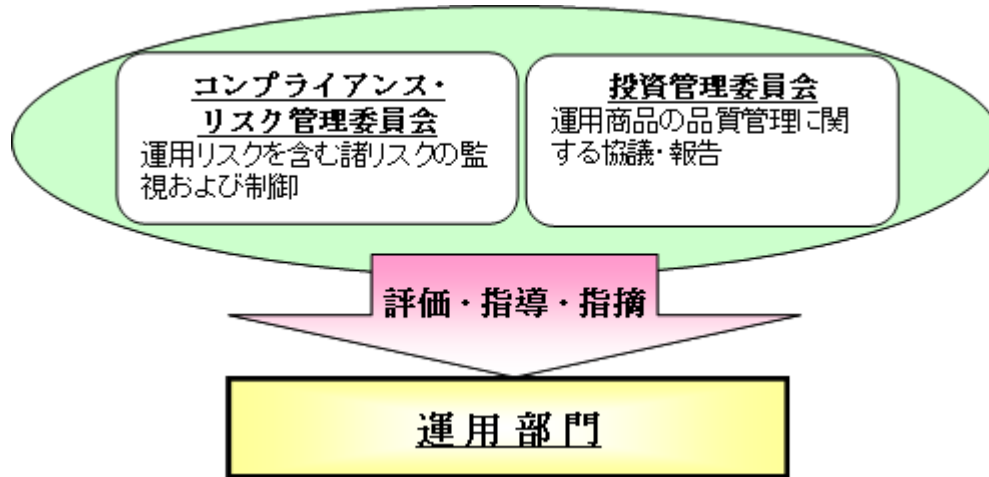 コンプライアンス・
リスク管理委員会
運用リスクを含む諸リスクの監
視および制御
投資管理委員会
運用商品の品質管理に関
する協議・報告
評価・指導・指摘
運用部門